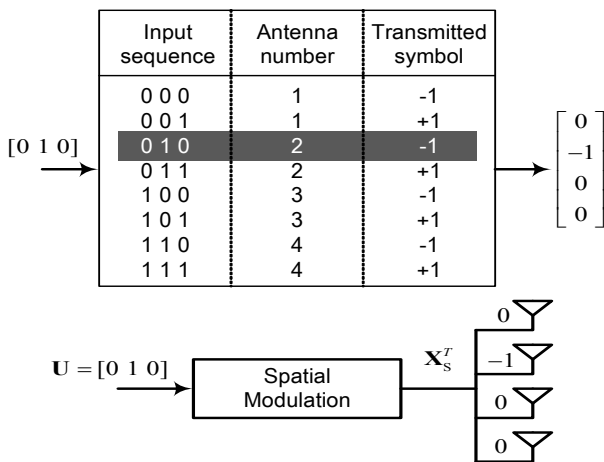 Input sequence Antenna number Transmitted symbol
0 0 0 1 -1
0 0 1 1 +1
0 1 0 2 -1
0 1 1 2 +1
1 0 0 3 -1
1 0 1 3 +1
1 1 0 4 -1
1 1 1 4 +1
[0 1 0]
0
−1
0
0
0
U = [0 1 0] Spatial Modulation X_S^T −1
0
0